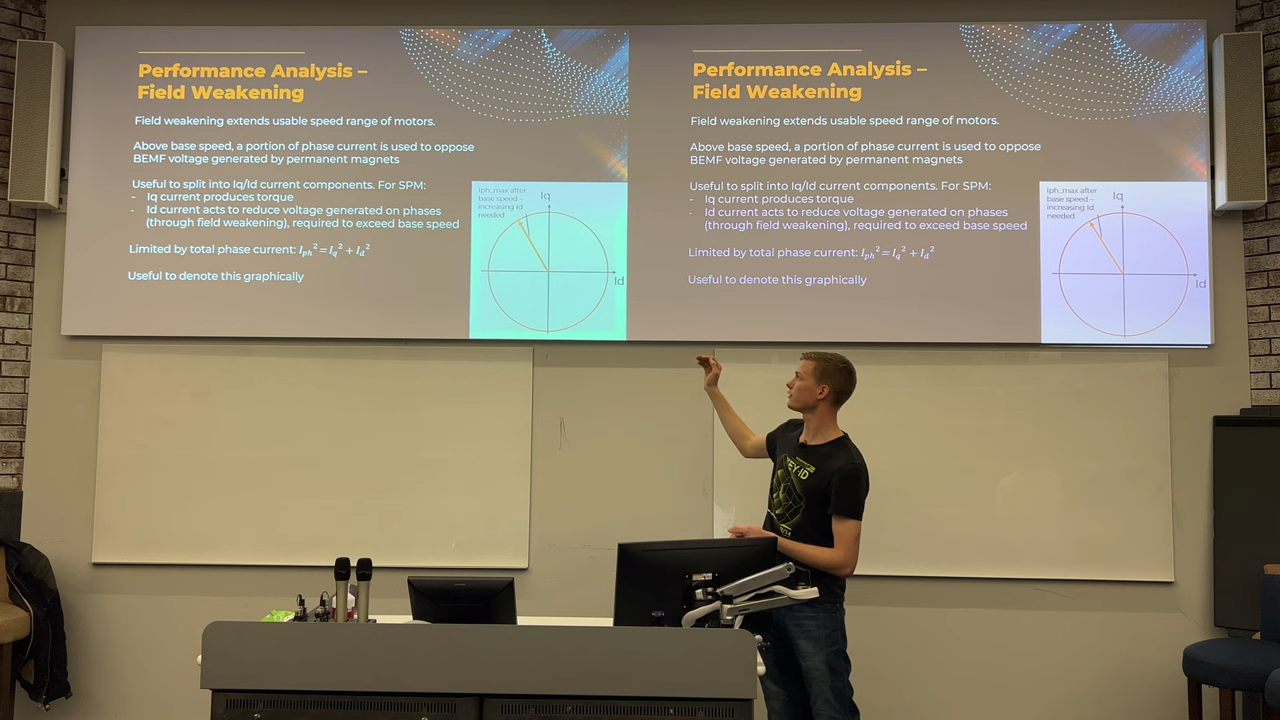 Performance Analysis –
Field Weakening
Field weakening extends usable speed range of motors.
Above base speed, a portion of phase current is used to oppose
BEMF voltage generated by permanent magnets
Useful to split into Iq/Id current components. For SPM:
- Iq current produces torque
- Id current acts to reduce voltage generated on phases
(through field weakening), required to exceed base speed
Limited by total phase current: I_ph² = I_q² + I_d²
Useful to denote this graphically
Iph_max after
base speed –
increasing Id
needed
Iq
Id
Performance Analysis –
Field Weakening
Field weakening extends usable speed range of motors.
Above base speed, a portion of phase current is used to oppose
BEMF voltage generated by permanent magnets
Useful to split into Iq/Id current components. For SPM:
- Iq current produces torque
- Id current acts to reduce voltage generated on phases
(through field weakening), required to exceed base speed
Limited by total phase current: I_ph² = I_q² + I_d²
Useful to denote this graphically
Iph_max after
base speed –
increasing Id
needed
Iq
Id